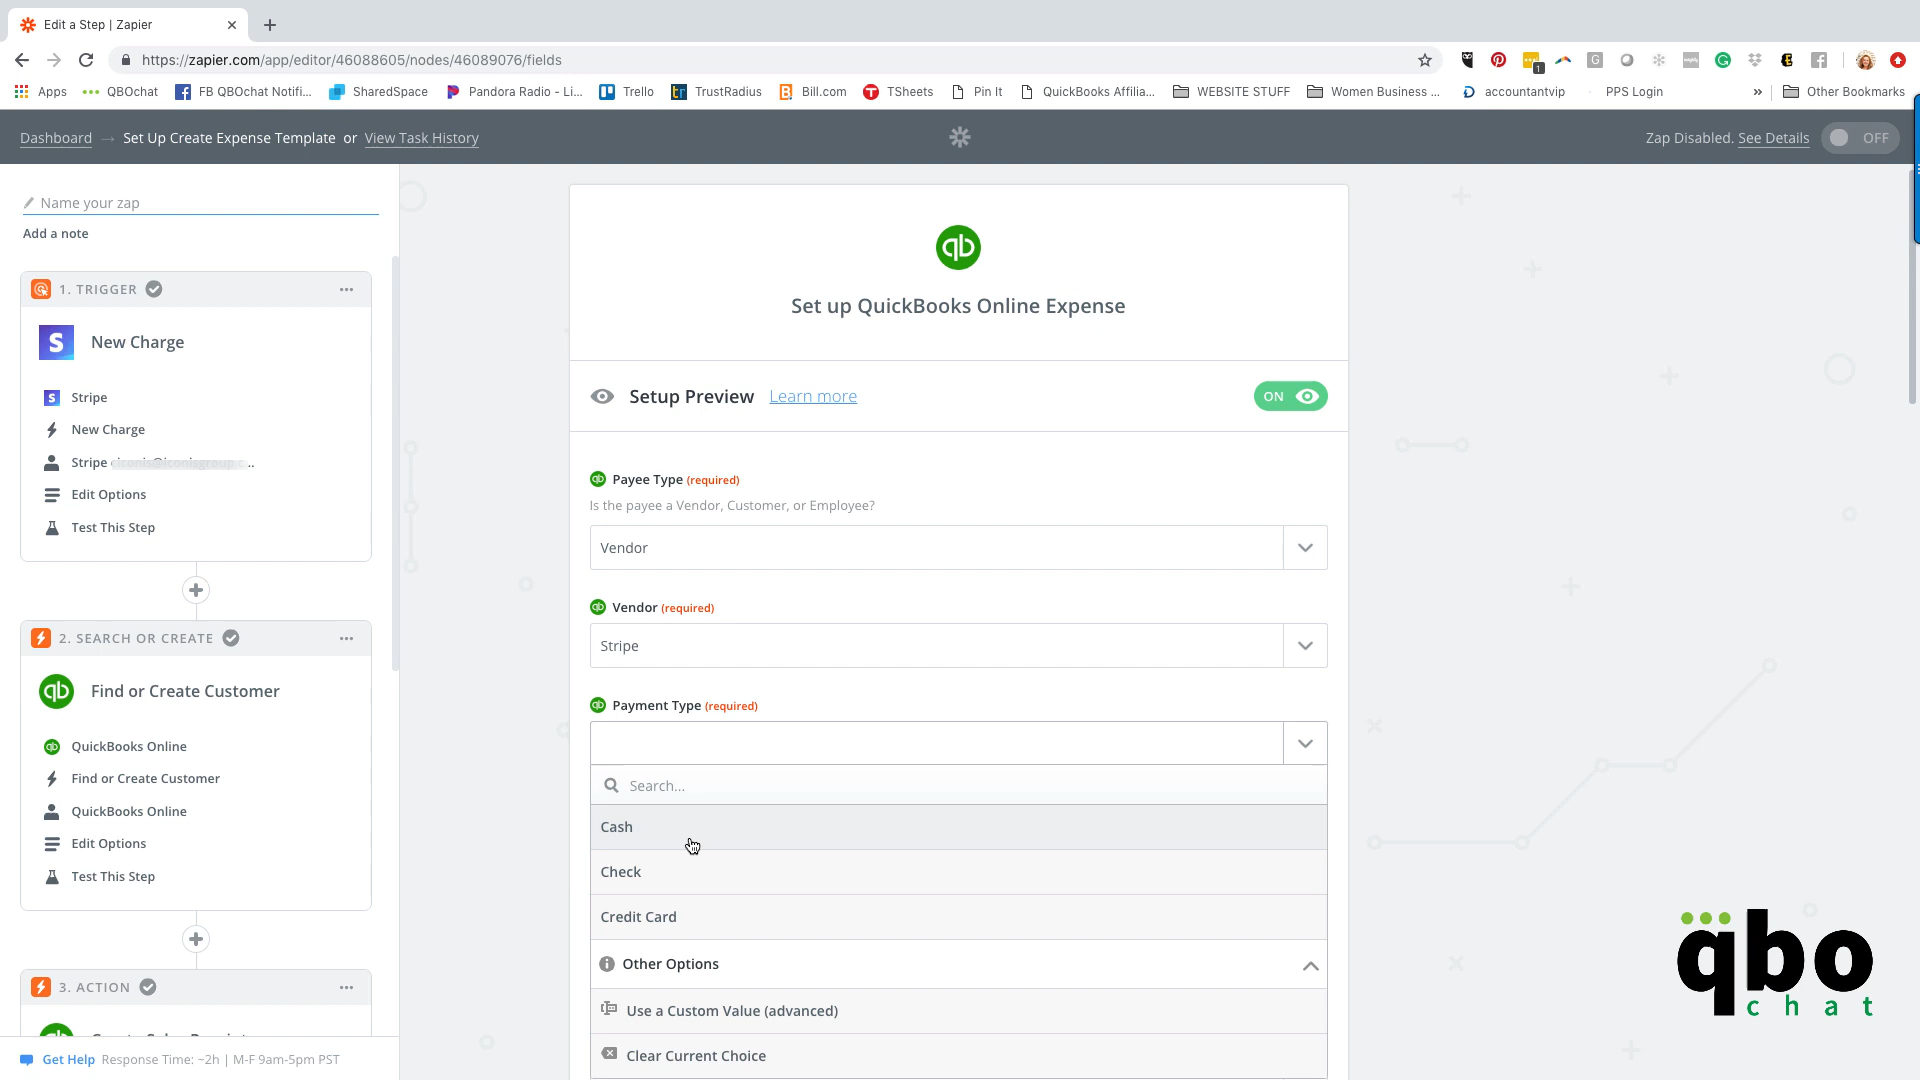 Edit a Step | Zapier
https://zapier.com/app/editor/46088605/nodes/46089076/fields
1
Apps QBOchat FB QBOchat Notifi... SharedSpace Pandora Radio - Li... Trello TrustRadius Bill.com TSheets Pin It QuickBooks Affilia... WEBSITE STUFF Women Business ... accountantvip PPS Login » Other Bookmarks
Dashboard → Set Up Create Expense Template or View Task History
Zap Disabled. See Details OFF
Name your zap
Add a note
1. TRIGGER
New Charge
Stripe
New Charge
Stripe
Edit Options
Test This Step
2. SEARCH OR CREATE
Find or Create Customer
QuickBooks Online
Find or Create Customer
QuickBooks Online
Edit Options
Test This Step
3. ACTION
Get Help Response Time: ~2h | M-F 9am-5pm PST
qb
Set up QuickBooks Online Expense
Setup Preview Learn more ON
Payee Type (required)
Is the payee a Vendor, Customer, or Employee?
Vendor
Vendor (required)
Stripe
Payment Type (required)
Search...
Cash
Check
Credit Card
Other Options
Use a Custom Value (advanced)
Clear Current Choice
qbo
chat